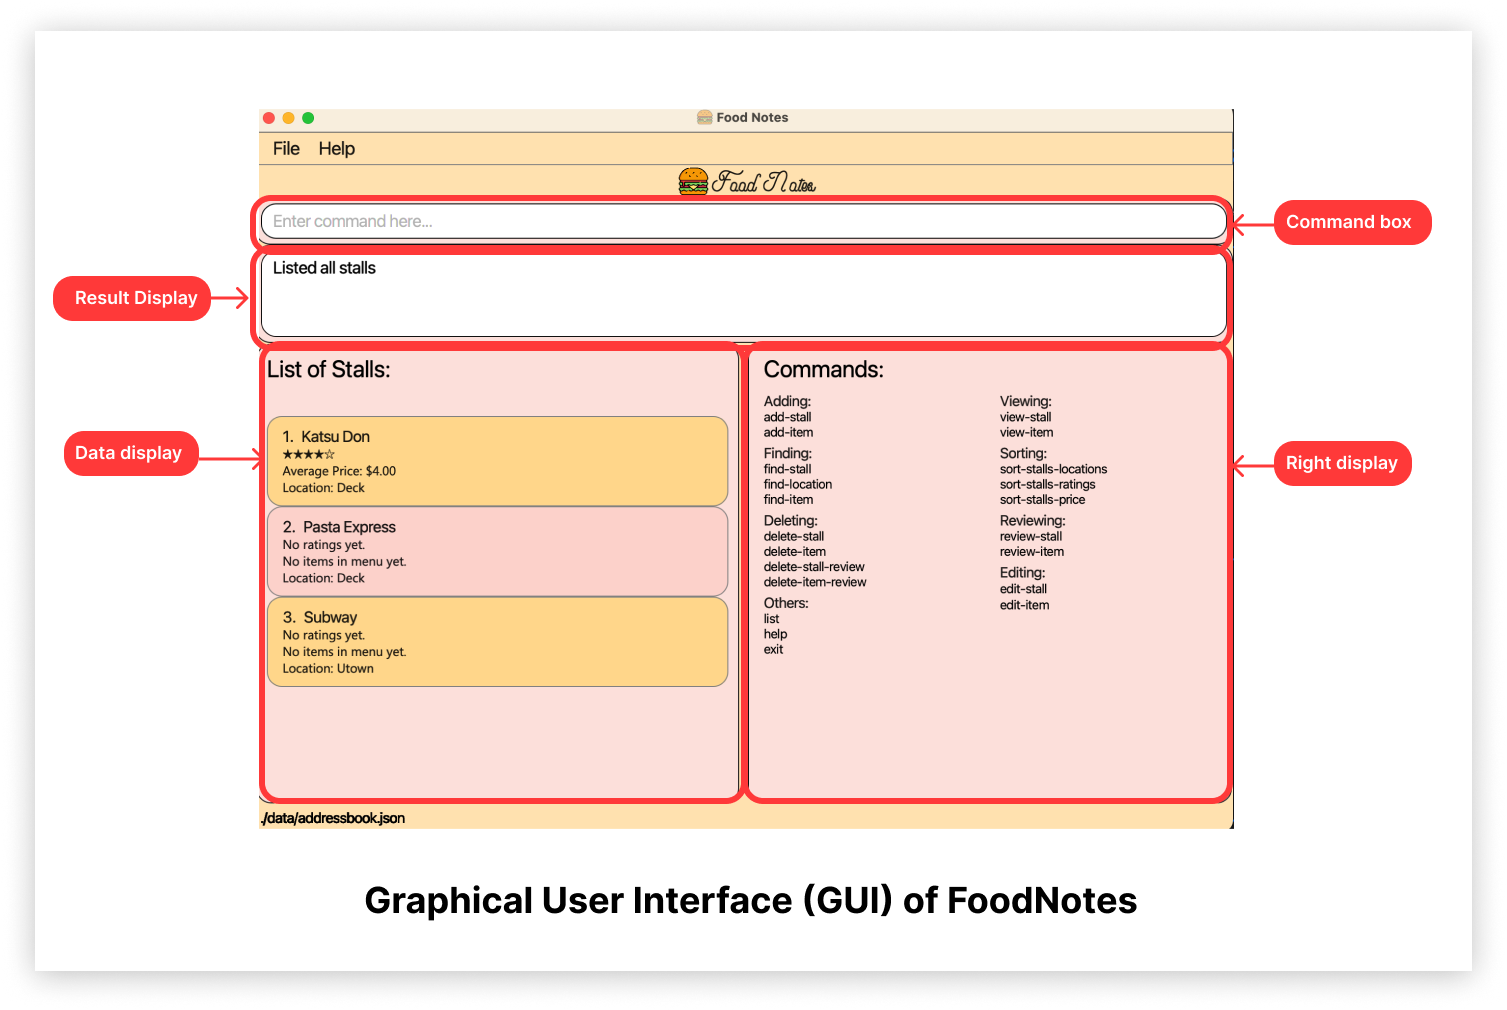 Food Notes
File Help
Food Notes
Enter command here...
Command box
Listed all stalls
Result Display
List of Stalls:
1. Katsu Don
★★★★☆
Average Price: $4.00
Location: Deck
2. Pasta Express
No ratings yet.
No items in menu yet.
Location: Deck
3. Subway
No ratings yet.
No items in menu yet.
Location: Utown
Data display
Commands:
Adding:
add-stall
add-item
Finding:
find-stall
find-location
find-item
Deleting:
delete-stall
delete-item
delete-stall-review
delete-item-review
Others:
list
help
exit
Viewing:
view-stall
view-item
Sorting:
sort-stalls-locations
sort-stalls-ratings
sort-stalls-price
Reviewing:
review-stall
review-item
Editing:
edit-stall
edit-item
Right display
./data/addressbook.json
Graphical User Interface (GUI) of FoodNotes